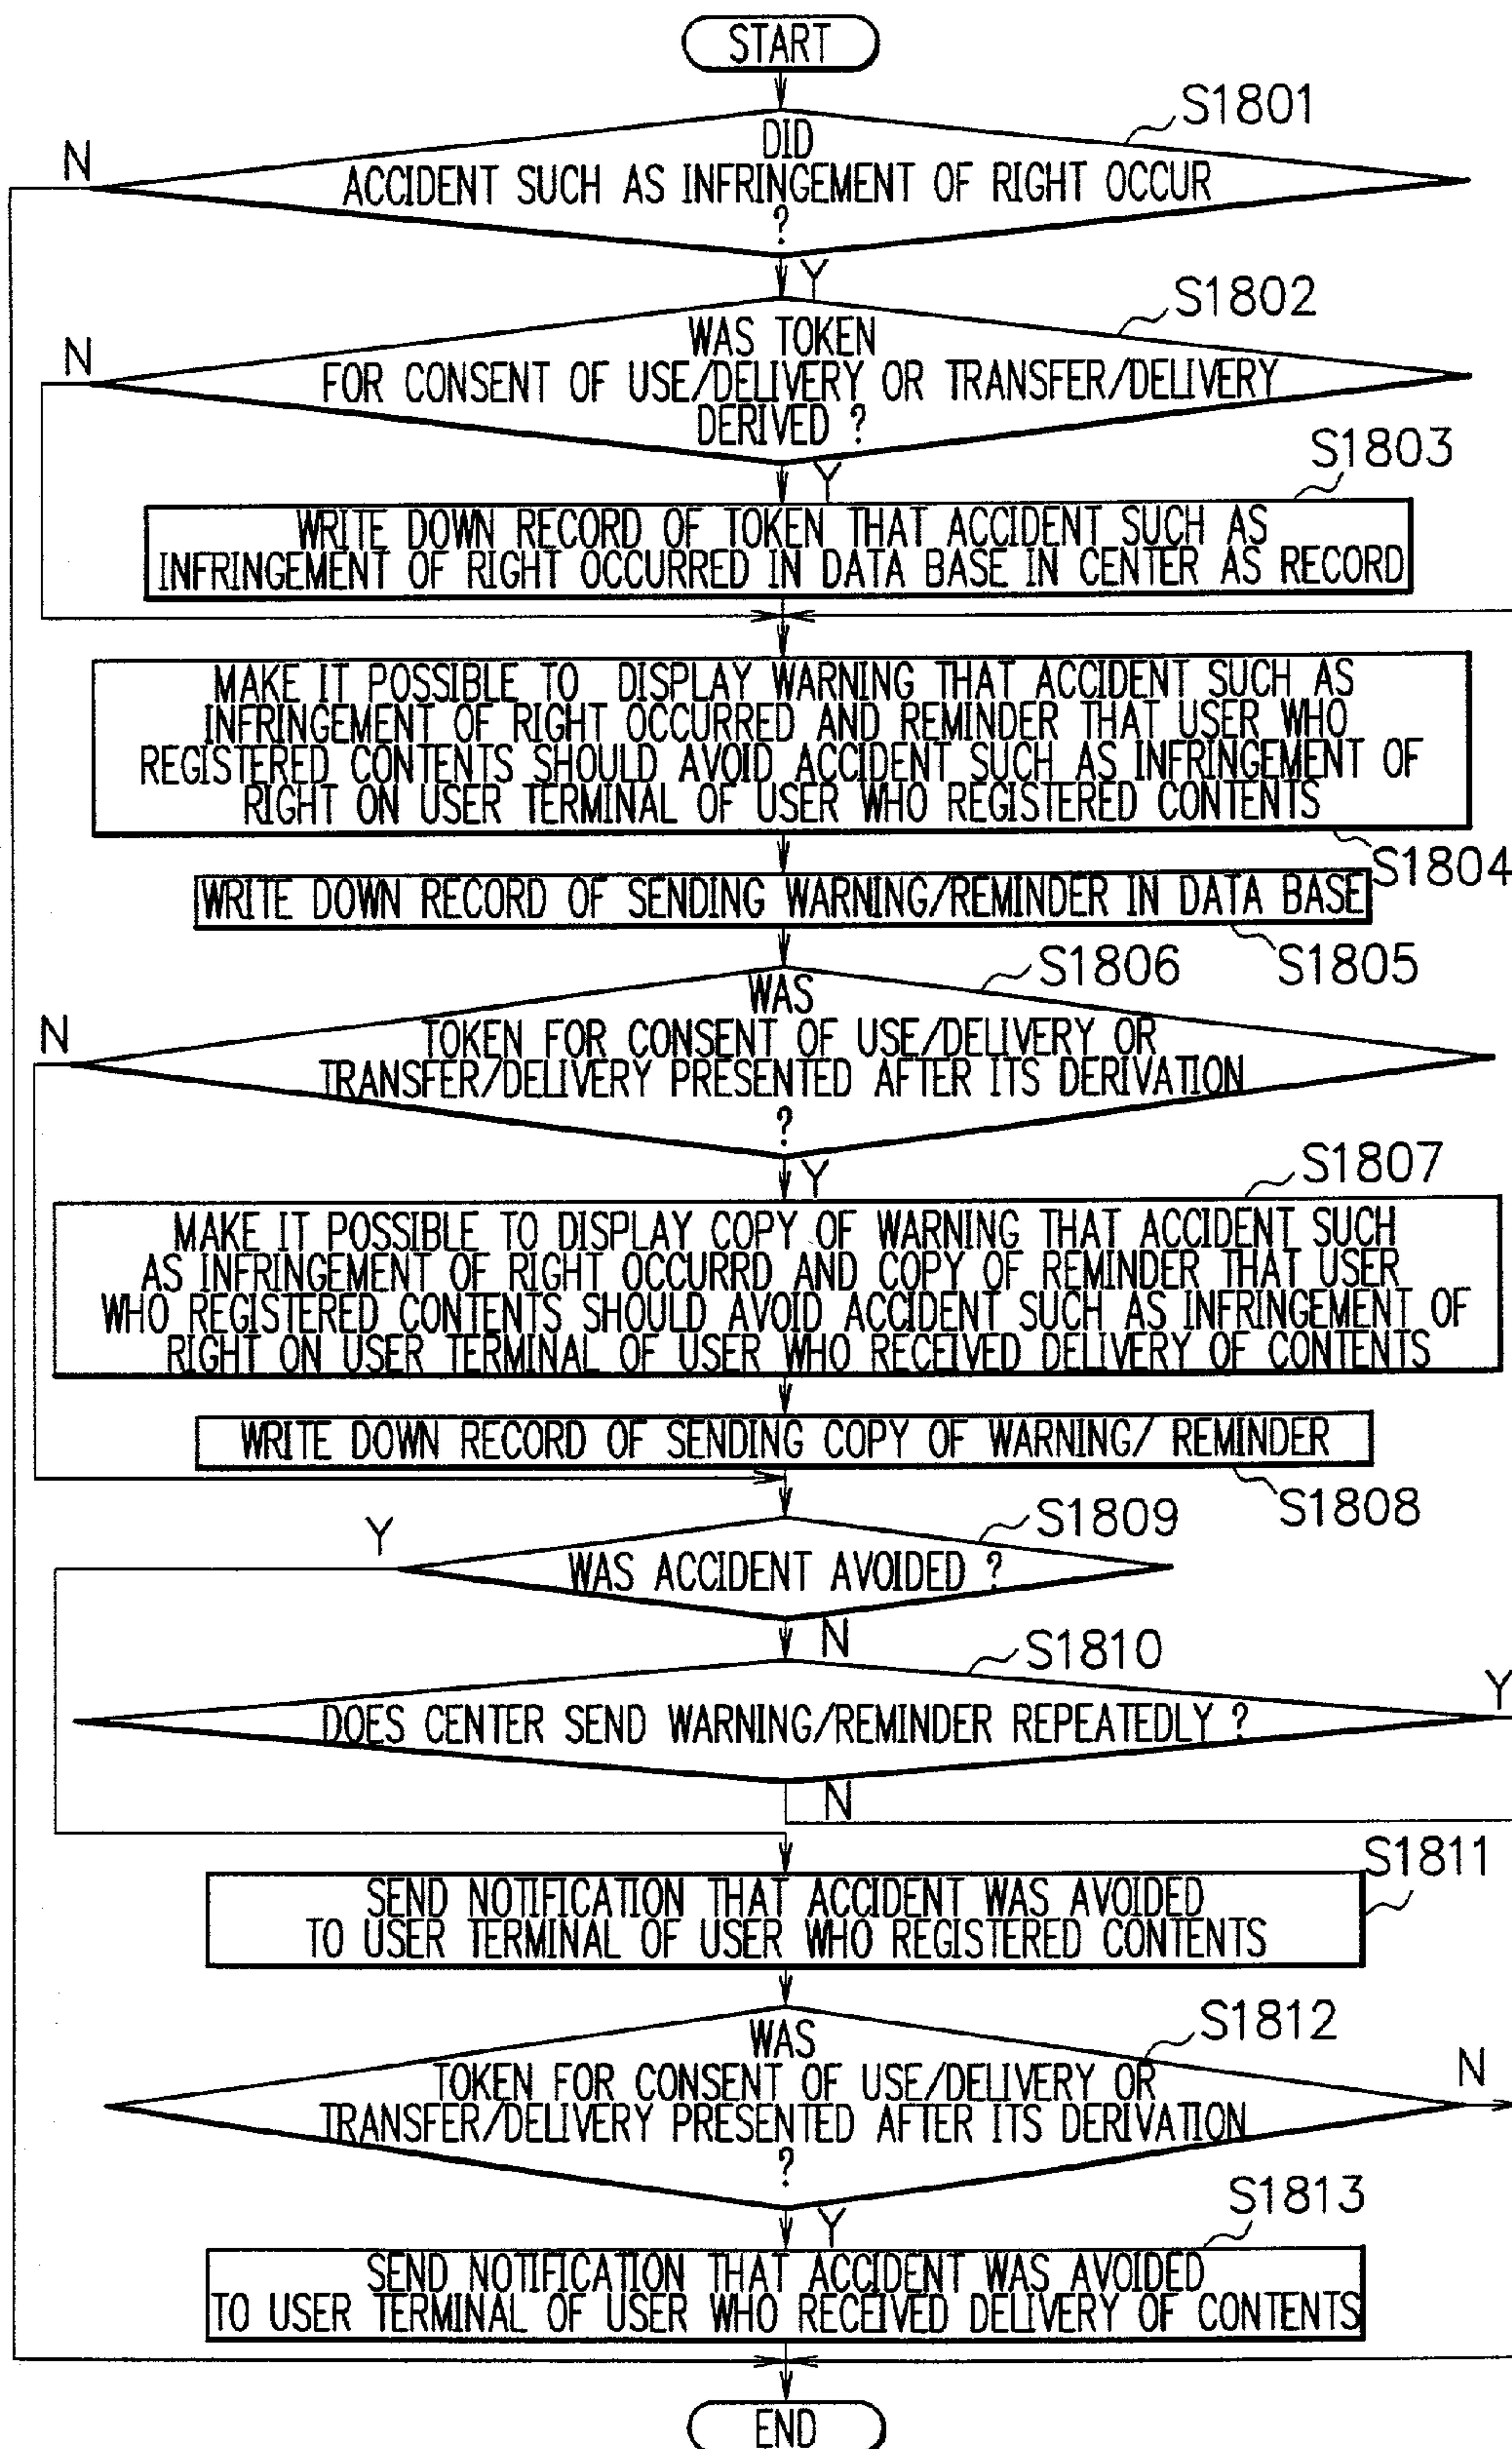 START
S1801
N
DID
ACCIDENT SUCH AS INFRINGEMENT OF RIGHT OCCUR
?
Y
S1802
N
WAS TOKEN
FOR CONSENT OF USE/DELIVERY OR TRANSFER/DELIVERY
DERIVED ?
Y
S1803
WRITE DOWN RECORD OF TOKEN THAT ACCIDENT SUCH AS
INFRINGEMENT OF RIGHT OCCURRED IN DATA BASE IN CENTER AS RECORD
MAKE IT POSSIBLE TO DISPLAY WARNING THAT ACCIDENT SUCH AS
INFRINGEMENT OF RIGHT OCCURRED AND REMINDER THAT USER WHO
REGISTERED CONTENTS SHOULD AVOID ACCIDENT SUCH AS INFRINGEMENT OF
RIGHT ON USER TERMINAL OF USER WHO REGISTERED CONTENTS
S1804
WRITE DOWN RECORD OF SENDING WARNING/REMINDER IN DATA BASE
S1805
S1806
N
WAS
TOKEN FOR CONSENT OF USE/DELIVERY OR
TRANSFER/DELIVERY PRESENTED AFTER ITS DERIVATION
?
Y
S1807
MAKE IT POSSIBLE TO DISPLAY COPY OF WARNING THAT ACCIDENT SUCH
AS INFRINGEMENT OF RIGHT OCCURRD AND COPY OF REMINDER THAT USER
WHO REGISTERED CONTENTS SHOULD AVOID ACCIDENT SUCH AS INFRINGEMENT OF
RIGHT ON USER TERMINAL OF USER WHO RECEIVED DELIVERY OF CONTENTS
WRITE DOWN RECORD OF SENDING COPY OF WARNING/ REMINDER
S1808
S1809
Y
WAS ACCIDENT AVOIDED ?
N
S1810
Y
DOES CENTER SEND WARNING/REMINDER REPEATEDLY ?
N
S1811
SEND NOTIFICATION THAT ACCIDENT WAS AVOIDED
TO USER TERMINAL OF USER WHO REGISTERED CONTENTS
S1812
N
WAS
TOKEN FOR CONSENT OF USE/DELIVERY OR
TRANSFER/DELIVERY PRESENTED AFTER ITS DERIVATION
?
Y
S1813
SEND NOTIFICATION THAT ACCIDENT WAS AVOIDED
TO USER TERMINAL OF USER WHO RECEIVED DELIVERY OF CONTENTS
END